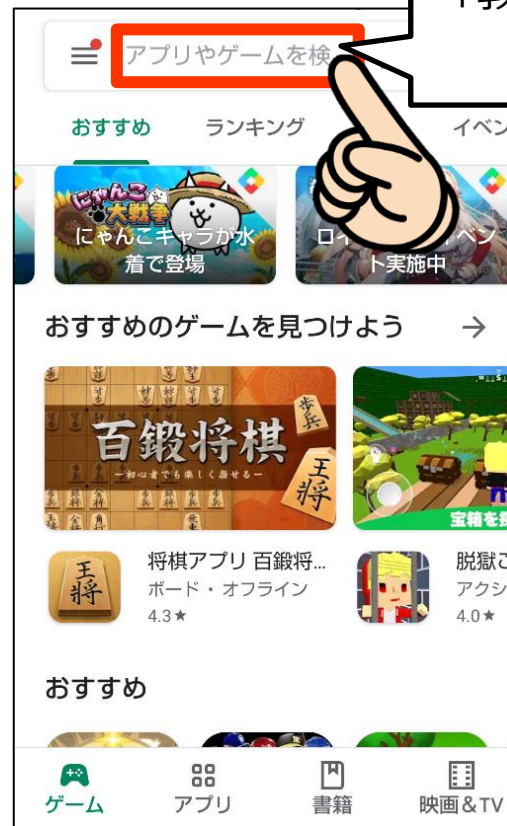 アプリやゲームを検
おすすめ ランキング イベン
にゃんこ大戦争
にゃんこキャラが水
着で登場
ト実施中
おすすめのゲームを見つけよう →
百鍛将棋
ー初心者でも楽しく指せるー
歩兵
王将
宝箱を
王将
将棋アプリ 百鍛将...
ボード・オフライン
4.3★
脱獄ご
アクシ
4.0★
おすすめ
ゲーム アプリ 書籍 映画&TV